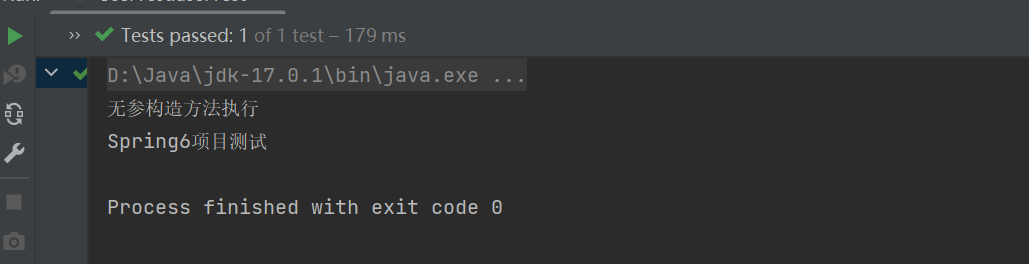 Tests passed: 1 of 1 test – 179 ms
D:\Java\jdk-17.0.1\bin\java.exe ...
无参构造方法执行
Spring6项目测试
Process finished with exit code 0